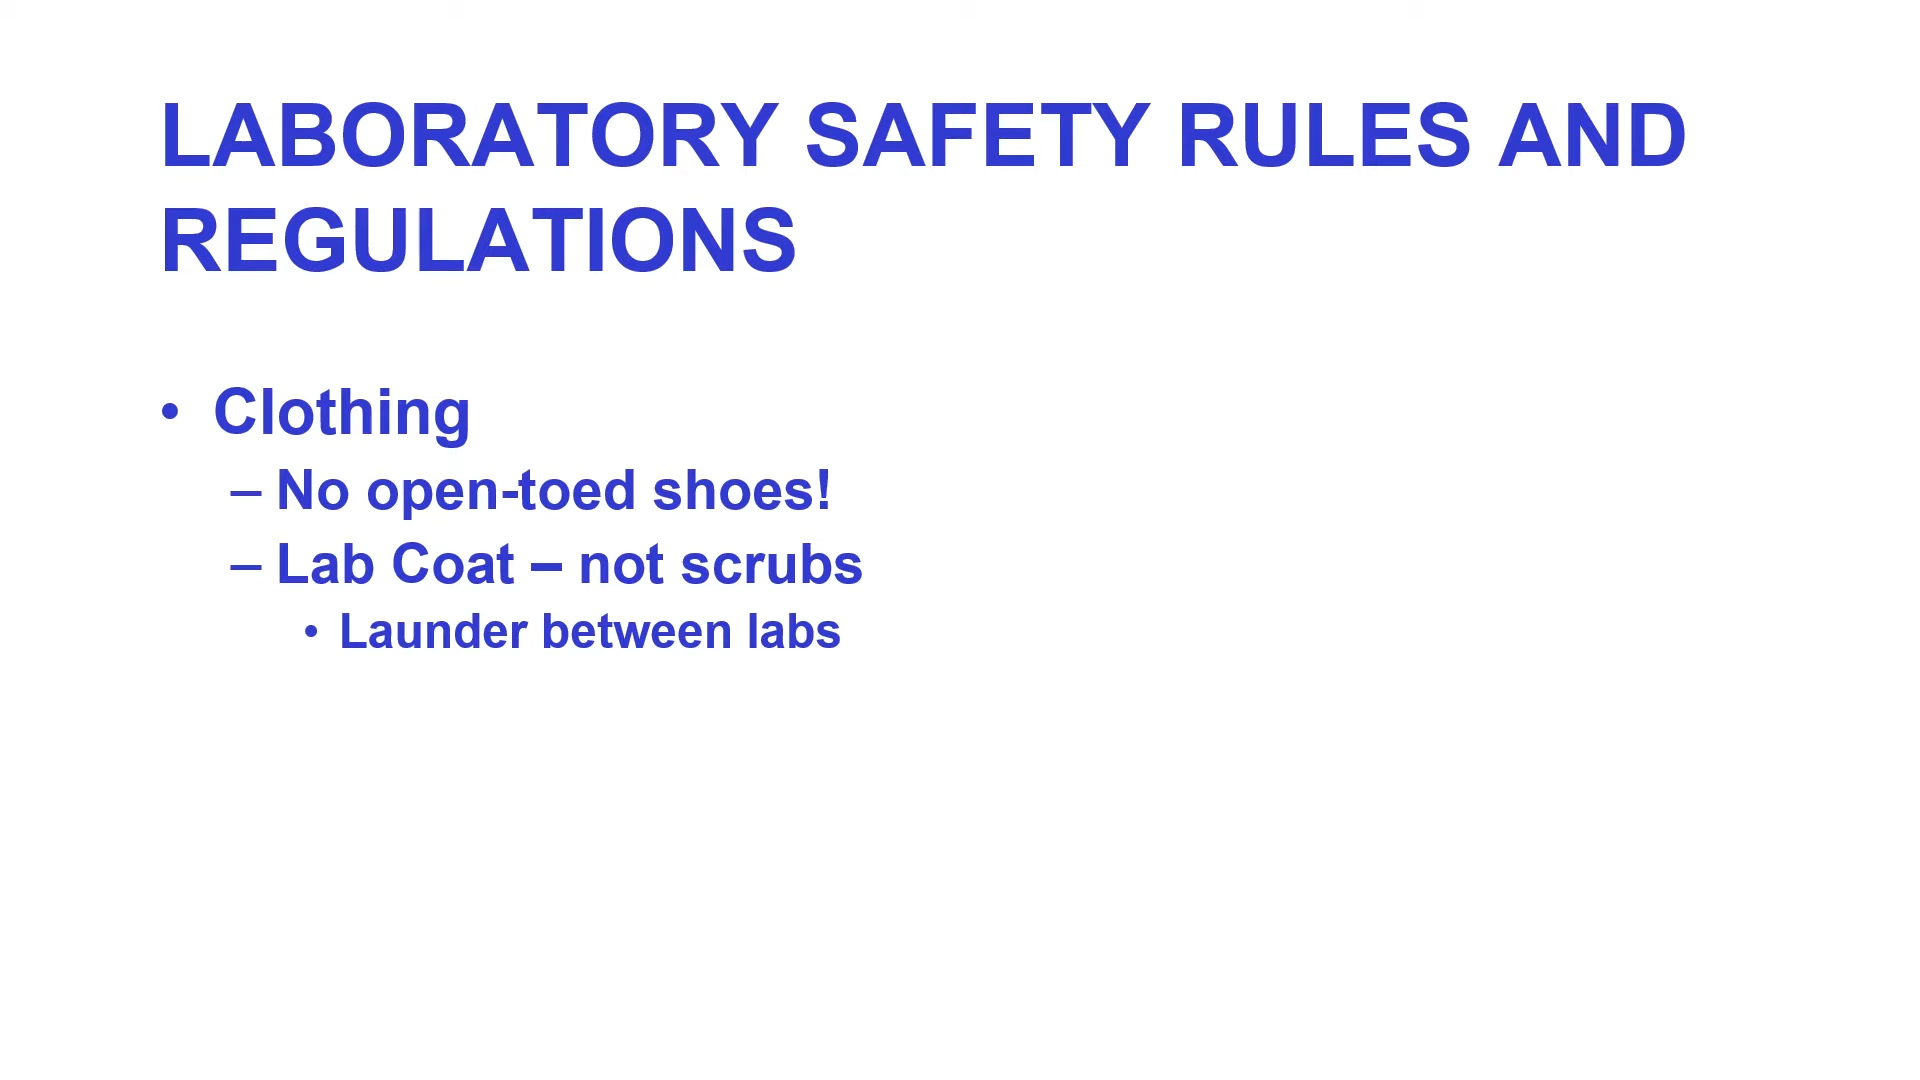 LABORATORY SAFETY RULES AND
REGULATIONS
• Clothing
– No open-toed shoes!
– Lab Coat – not scrubs
• Launder between labs